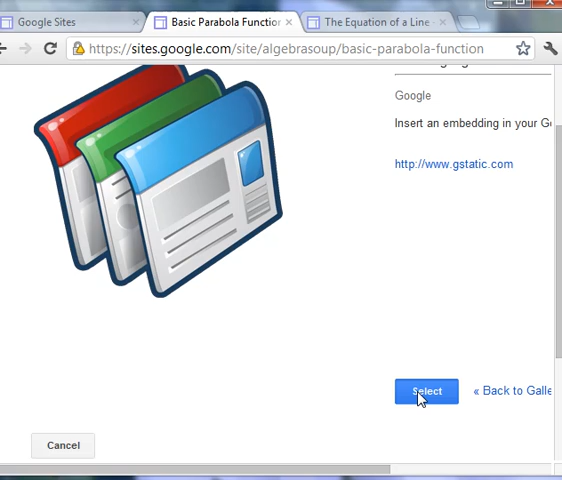 Google Sites
Basic Parabola Function
The Equation of a Line -
https://sites.google.com/site/algebrasoup/basic-parabola-function
Google
Insert an embedding in your G
http://www.gstatic.com
Select
« Back to Galle
Cancel